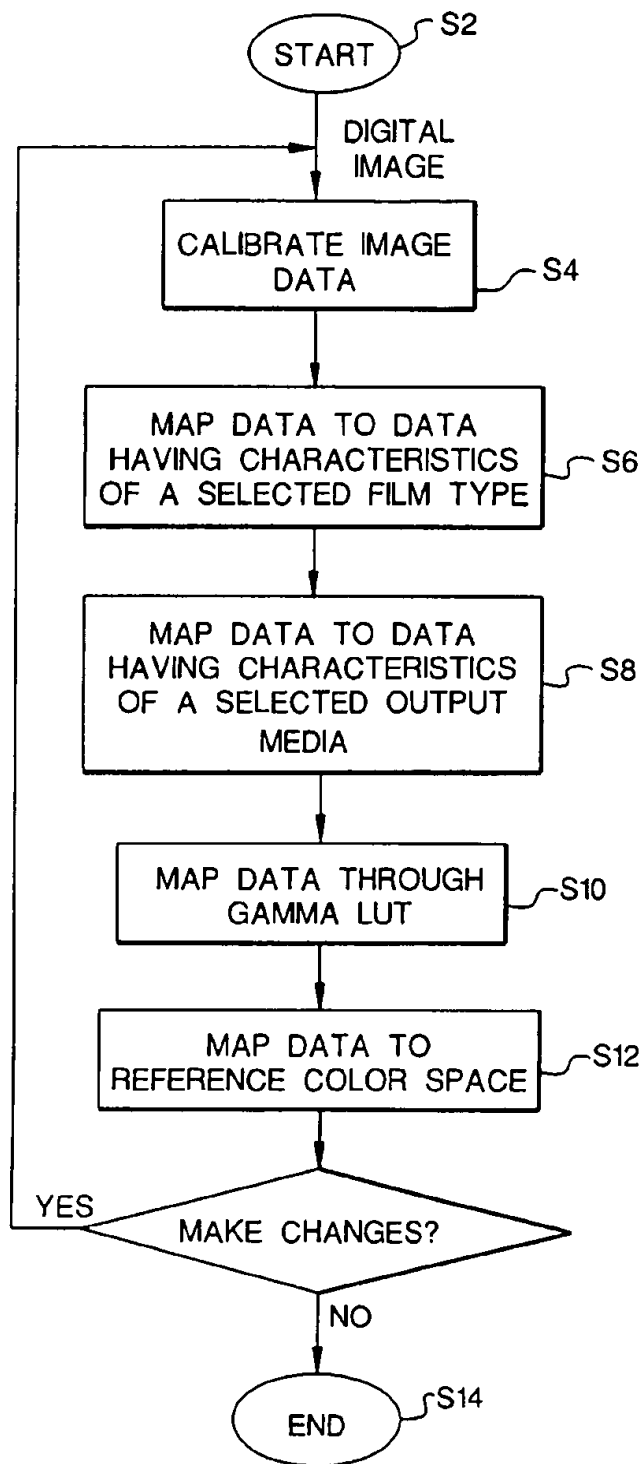 S2
START
DIGITAL
IMAGE
CALIBRATE IMAGE
DATA
S4
MAP DATA TO DATA
HAVING CHARACTERISTICS
OF A SELECTED FILM TYPE
S6
MAP DATA TO DATA
HAVING CHARACTERISTICS
OF A SELECTED OUTPUT
MEDIA
S8
MAP DATA THROUGH
GAMMA LUT
S10
MAP DATA TO
REFERENCE COLOR SPACE
S12
YES
MAKE CHANGES?
NO
END
S14